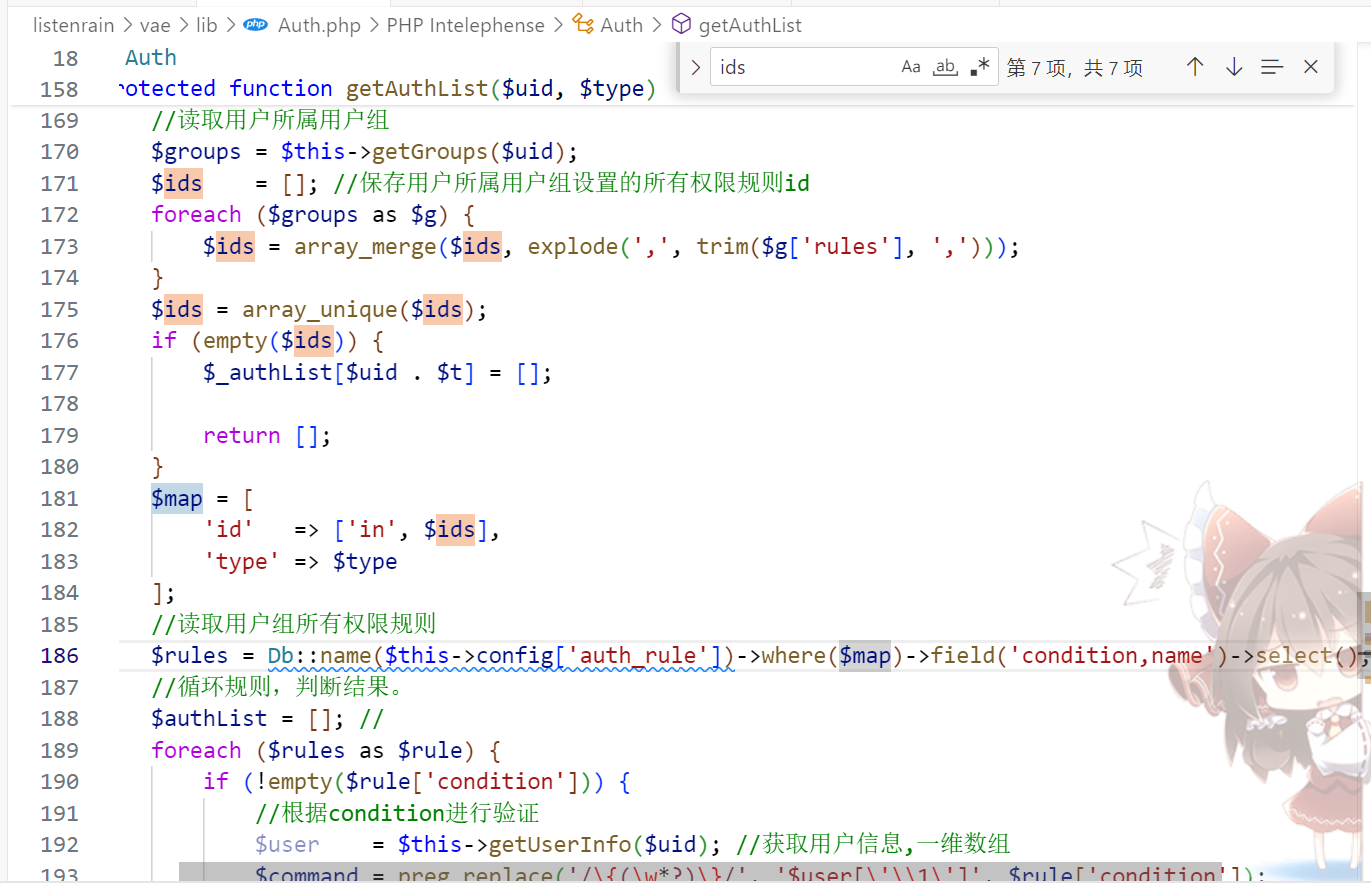 listenrain > vae > lib > php Auth.php > PHP Intelephense > Auth > getAuthList
ids Aa ab .* 第 7 项，共 7 项
18 Auth
158 rotected function getAuthList($uid, $type)
169 //读取用户所属用户组
170 $groups = $this->getGroups($uid);
171 $ids    = []; //保存用户所属用户组设置的所有权限规则id
172 foreach ($groups as $g) {
173     $ids = array_merge($ids, explode(',', trim($g['rules'], ',')));
174 }
175 $ids = array_unique($ids);
176 if (empty($ids)) {
177     $_authList[$uid . $t] = [];
178
179     return [];
180 }
181 $map = [
182     'id'   => ['in', $ids],
183     'type' => $type
184 ];
185 //读取用户组所有权限规则
186 $rules = Db::name($this->config['auth_rule'])->where($map)->field('condition,name')->select();
187 //循环规则，判断结果。
188 $authList = []; //
189 foreach ($rules as $rule) {
190     if (!empty($rule['condition'])) {
191         //根据condition进行验证
192         $user    = $this->getUserInfo($uid); //获取用户信息,一维数组
193         $command = preg_replace('/\{(\w*?)\}/', '$user[\'\\1\']', $rule['condition']);